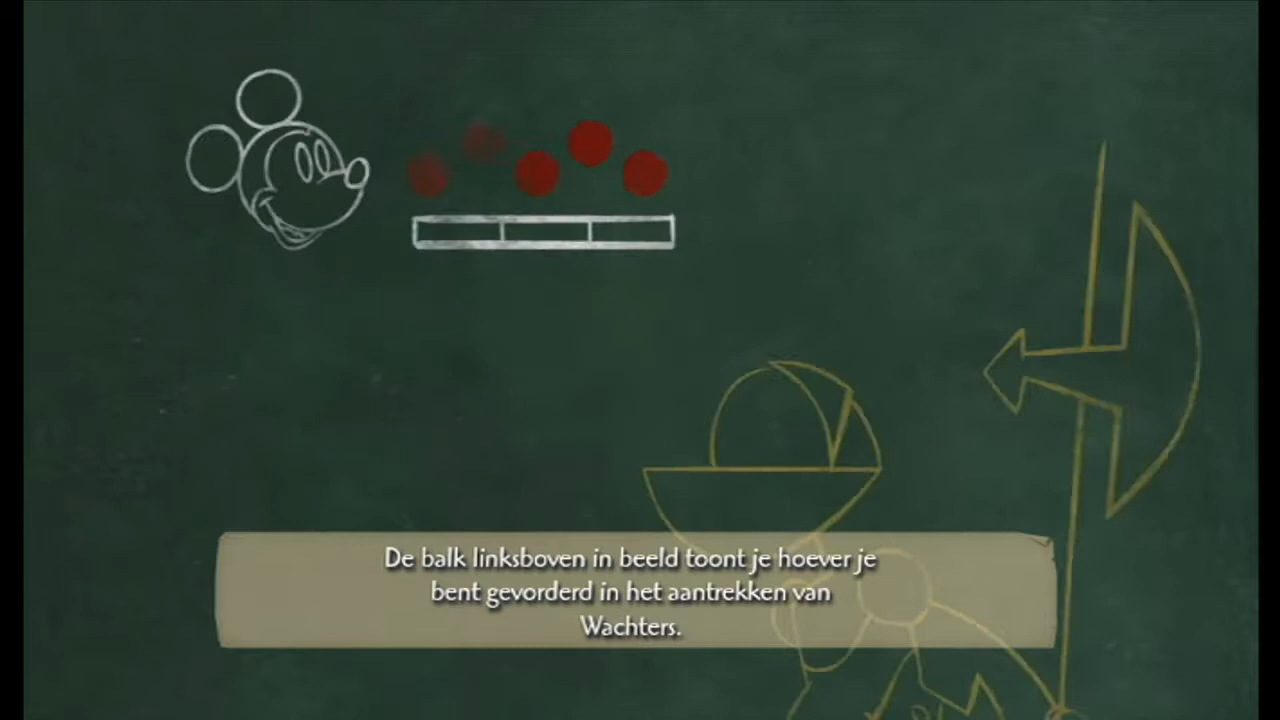 De balk linksboven in beeld toont je hoever je
bent gevorderd in het aantrekken van
Wachters.